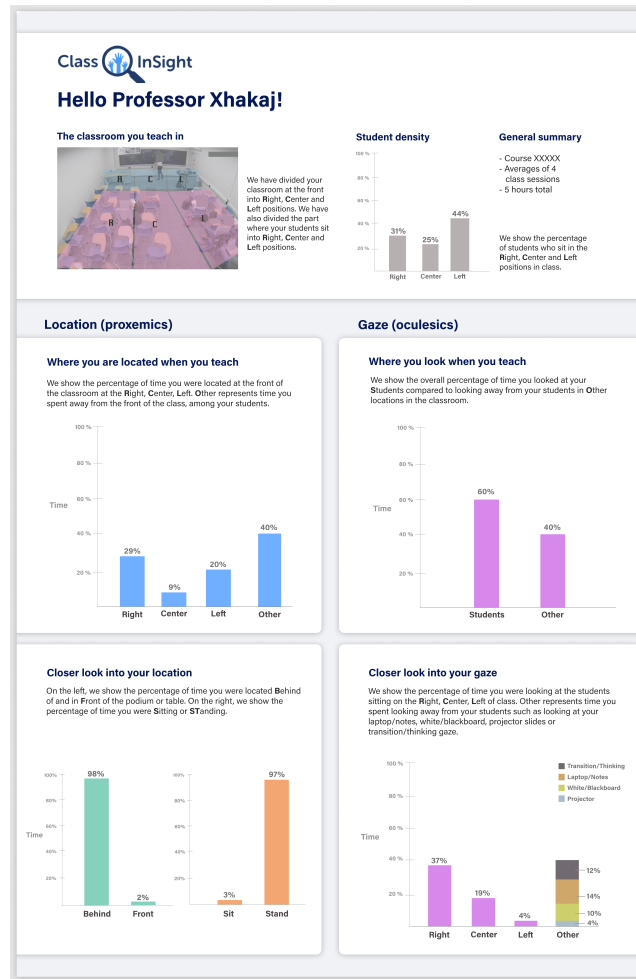 Class InSight
Hello Professor Xhakaj!
The classroom you teach in
R C L
R C L
We have divided your
classroom at the front
into Right, Center and
Left positions. We have
also divided the part
where your students sit
into Right, Center and
Left positions.
Student density
100 %
80 %
60 %
40 %
20 %
31%
25%
44%
Right Center Left
General summary
- Course XXXXX
- Averages of 4
class sessions
- 5 hours total
We show the percentage
of students who sit in the
Right, Center and Left
positions in class.
Location (proxemics)
Where you are located when you teach
We show the percentage of time you were located at the front of
the classroom at the Right, Center, Left. Other represents time you
spent away from the front of the class, among your students.
100 %
80 %
60 %
Time
40 %
20 %
29%
9%
20%
40%
Right Center Left Other
Gaze (oculesics)
Where you look when you teach
We show the overall percentage of time you looked at your
Students compared to looking away from your students in Other
locations in the classroom.
100 %
80 %
60 %
Time
40 %
20 %
60%
40%
Students Other
Closer look into your location
On the left, we show the percentage of time you were located Behind
of and in Front of the podium or table. On the right, we show the
percentage of time you were Sitting or STanding.
100%
80%
60%
Time
40%
20%
98%
2%
Behind Front
100%
80%
60%
40%
20%
3%
97%
Sit Stand
Closer look into your gaze
We show the percentage of time you were looking at the students
sitting on the Right, Center, Left of class. Other represents time you
spent looking away from your students such as looking at your
laptop/notes, white/blackboard, projector slides or
transition/thinking gaze.
100 %
80 %
60 %
Time
40 %
20 %
Transition/Thinking
Laptop/Notes
White/Blackboard
Projector
37%
19%
4%
12%
14%
10%
4%
Right Center Left Other